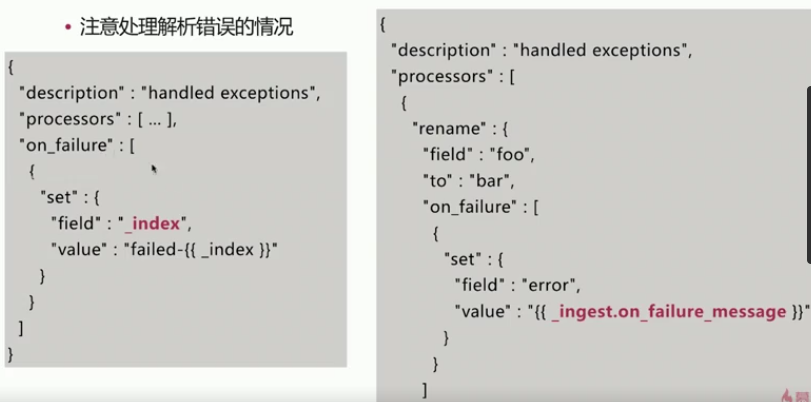 • 注意处理解析错误的情况
{
"description" : "handled exceptions",
"processors" : [ ... ],
"on_failure" : [
{
"set" : {
"field" : "_index",
"value" : "failed-{{ _index }}"
}
}
]
}
{
"description" : "handled exceptions",
"processors" : [
{
"rename" : {
"field" : "foo",
"to" : "bar",
"on_failure" : [
{
"set" : {
"field" : "error",
"value" : "{{ _ingest.on_failure_message }}"
}
}
]